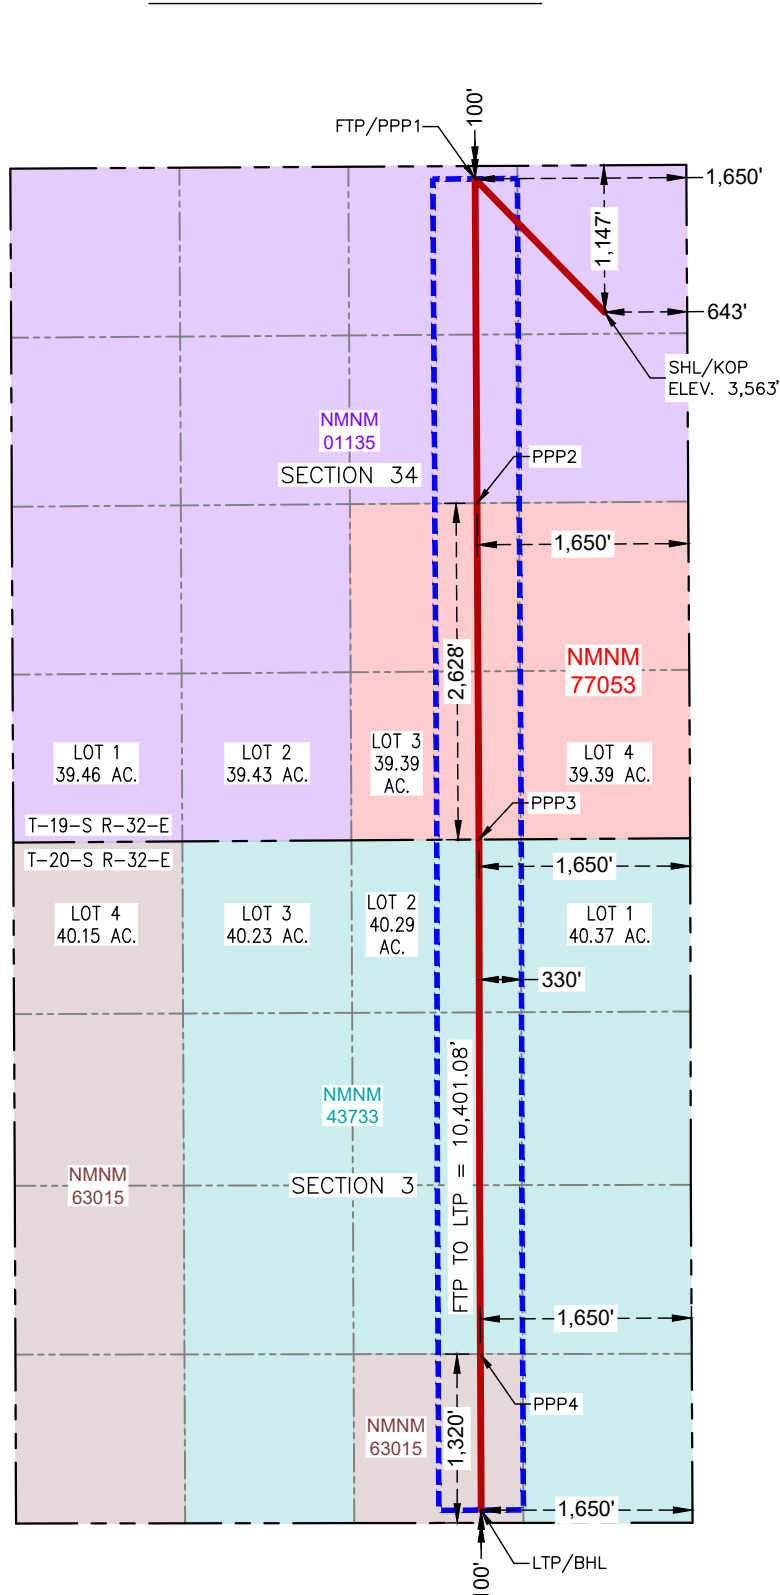 100'
FTP/PPP1
1,650'
1,147'
643'
SHL/KOP
ELEV. 3,563'
NMNM
01135
SECTION 34
PPP2
1,650'
2,628'
NMNM
77053
LOT 1
39.46 AC.
LOT 2
39.43 AC.
LOT 3
39.39
AC.
LOT 4
39.39 AC.
PPP3
T-19-S R-32-E
T-20-S R-32-E
1,650'
LOT 4
40.15 AC.
LOT 3
40.23 AC.
LOT 2
40.29
AC.
LOT 1
40.37 AC.
330'
FTP TO LTP = 10,401.08'
NMNM
43733
NMNM
63015
SECTION 3
1,650'
PPP4
1,320'
NMNM
63015
1,650'
LTP/BHL
100'